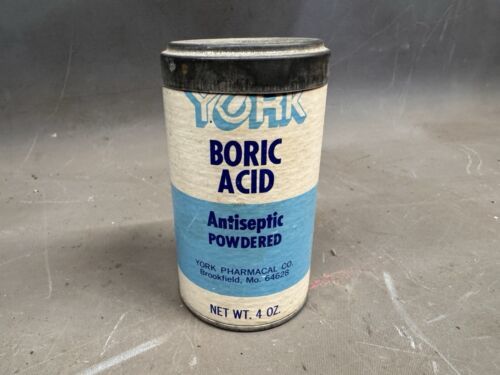 YORK
BORIC
ACID
Antiseptic
POWDERED
YORK PHARMACAL CO.
Brookfield, Mo. 64628
NET WT. 4 OZ.